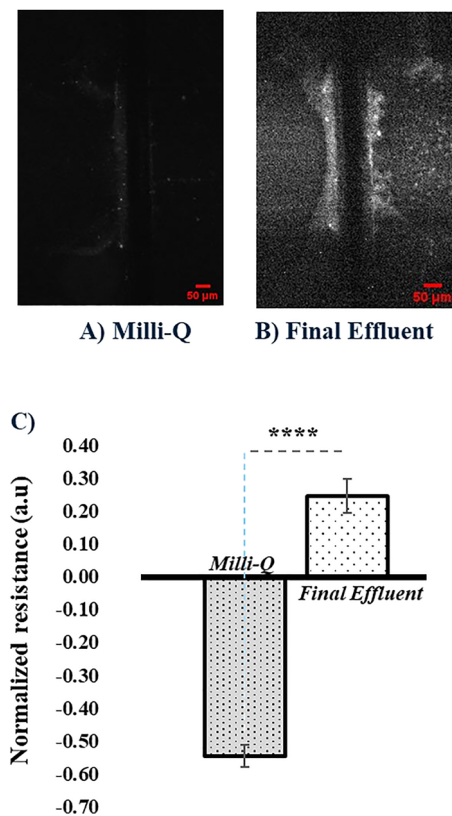 50 µm
50 µm
A) Milli-Q
B) Final Effluent
C)
Normalized resistance (a.u)
****
0.40
0.30
0.20
0.10
0.00
-0.10
-0.20
-0.30
-0.40
-0.50
-0.60
-0.70
Milli-Q
Final Effluent